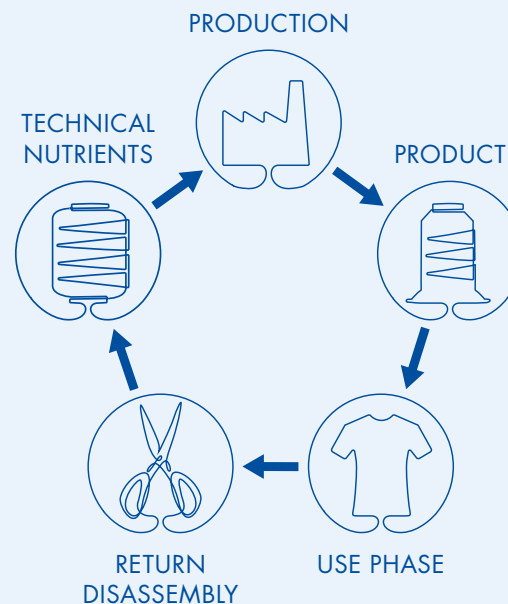 PRODUCTION
TECHNICAL
NUTRIENTS
PRODUCT
RETURN
DISASSEMBLY
USE PHASE